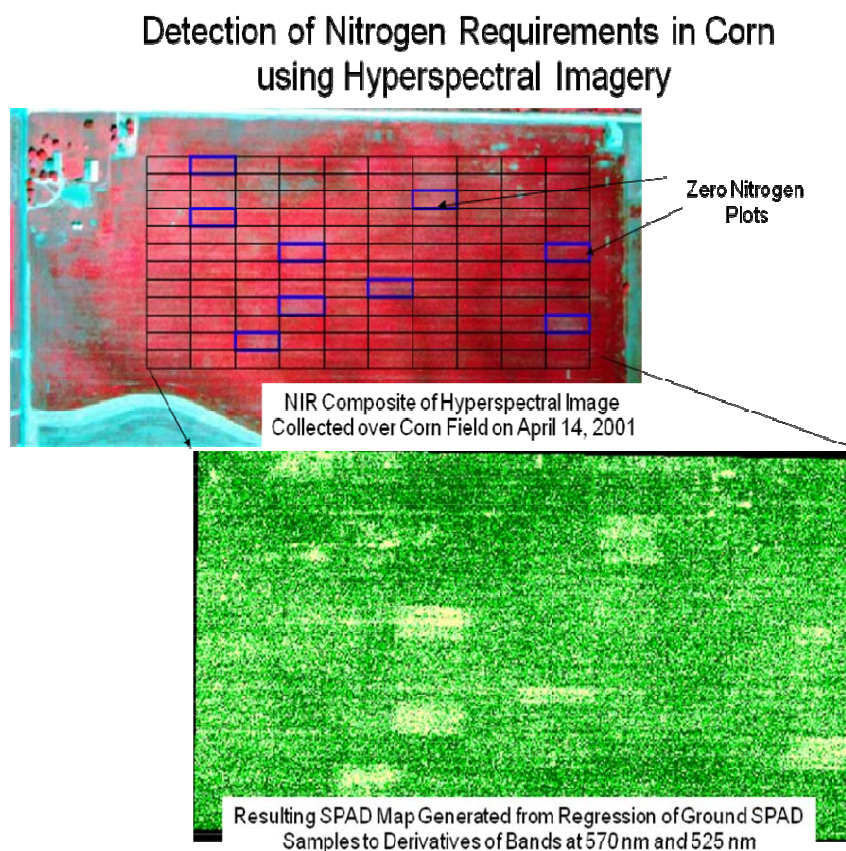 Detection of Nitrogen Requirements in Corn
using Hyperspectral Imagery
Zero Nitrogen
Plots
NIR Composite of Hyperspectral Image
Collected over Corn Field on April 14, 2001
Resulting SPAD Map Generated from Regression of Ground SPAD
Samples to Derivatives of Bands at 570 nm and 525 nm